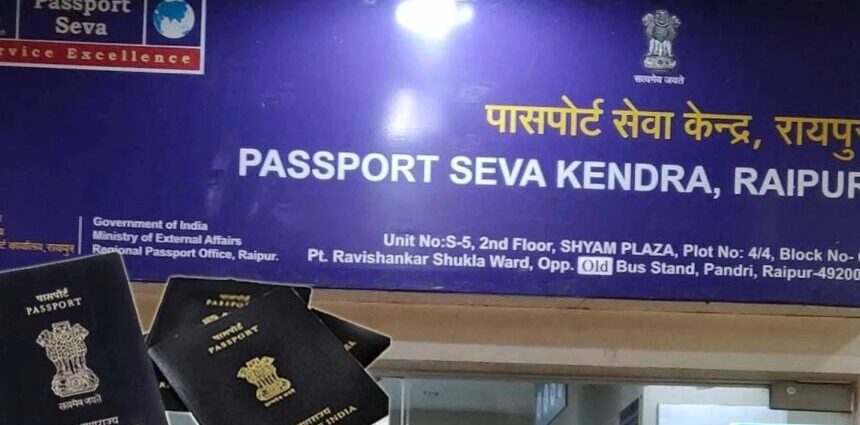 Passport
Seva
Service Excellence
सत्यमेव जयते
पासपोर्ट सेवा केन्द्र, रायपुर
PASSPORT SEVA KENDRA, RAIPUR
Government of India
Ministry of External Affairs
Regional Passport Office, Raipur.
रायपुर
Unit No:S-5, 2nd Floor, SHYAM PLAZA, Plot No: 4/4, Block No-
Pt. Ravishankar Shukla Ward, Opp. Old Bus Stand, Pandri, Raipur-49200
पासपोर्ट
PASSPORT
सत्यमेव जयते
PASSPORT
पासपोर्ट
PASSPORT
INDIA